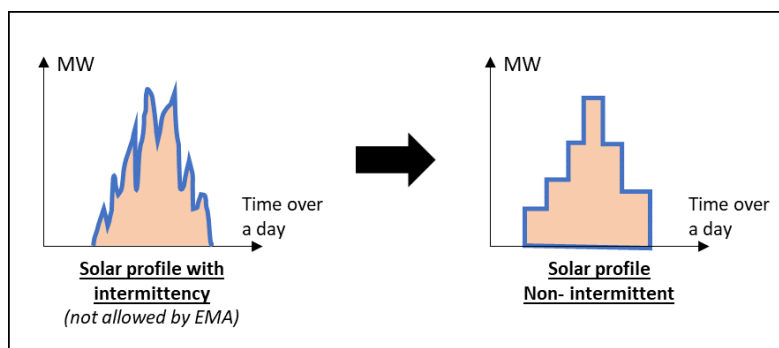 MW
Time over
a day
Solar profile with
intermittency
(not allowed by EMA)
MW
Time over
a day
Solar profile
Non- intermittent